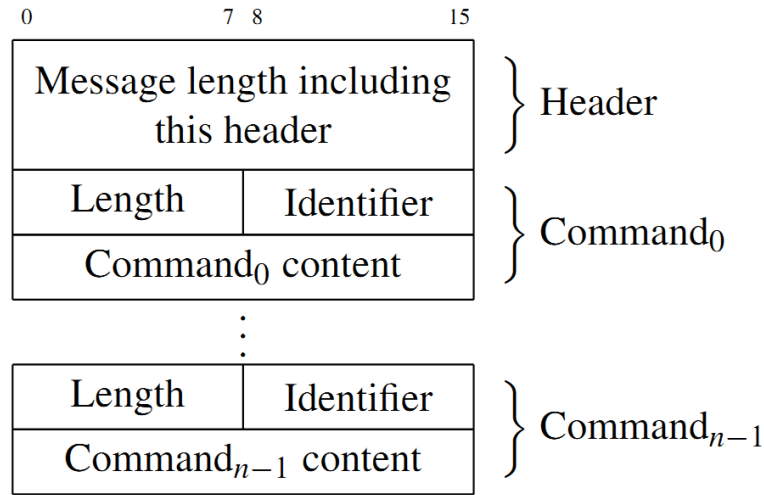 0 7 8 15
Message length including
this header
Header
Length Identifier
Command₀
Command₀ content
⋮
Length Identifier
Commandₙ₋₁
Commandₙ₋₁ content